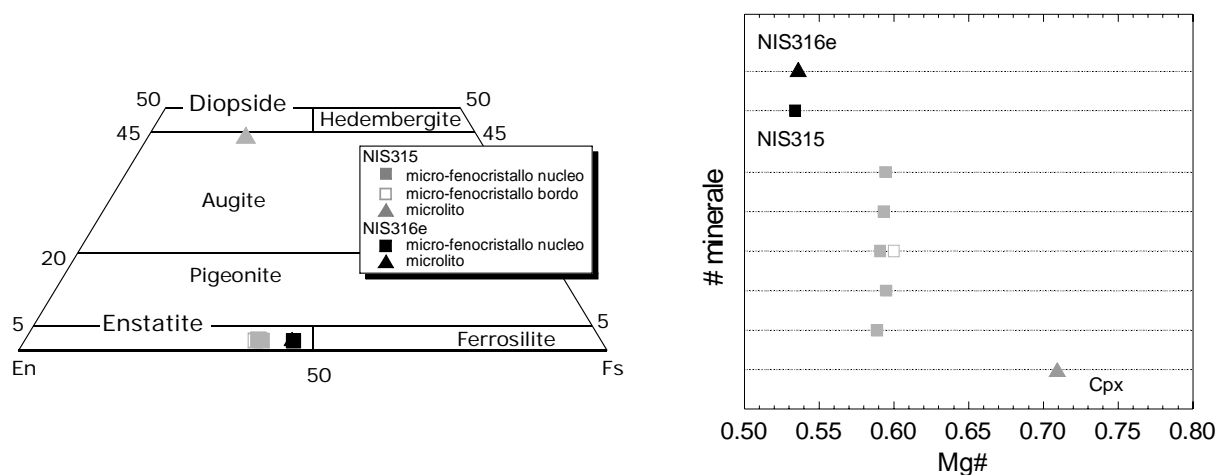 50 Diopside 50
Hedembergite
45 45
NIS315
micro-fenocristallo nucleo
micro-fenocristallo bordo
microlito
NIS316e
micro-fenocristallo nucleo
microlito
Augite
20
Pigeonite
5 Enstatite 5
Ferrosilite
En 50 Fs
NIS316e
NIS315
# minerale
Cpx
0.50 0.55 0.60 0.65 0.70 0.75 0.80
Mg#